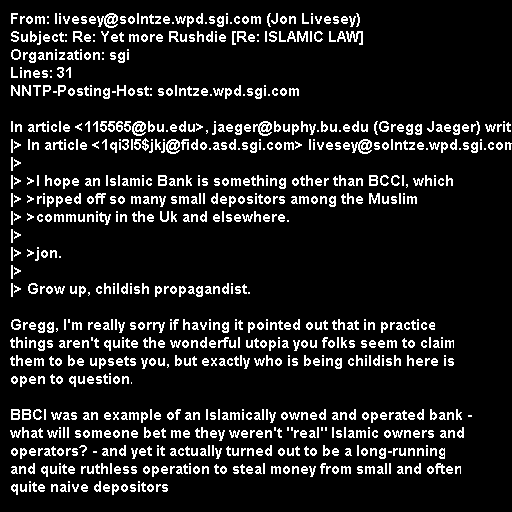 From: livesey@solntze.wpd.sgi.com (Jon Livesey)
Subject: Re: Yet more Rushdie [Re: ISLAMIC LAW]
Organization: sgi
Lines: 31
NNTP-Posting-Host: solntze.wpd.sgi.com

In article <115565@bu.edu>, jaeger@buphy.bu.edu (Gregg Jaeger) writ
|> In article <1qi3l5$jkj@fido.asd.sgi.com> livesey@solntze.wpd.sgi.com
|>
|> >I hope an Islamic Bank is something other than BCCI, which
|> >ripped off so many small depositors among the Muslim
|> >community in the Uk and elsewhere.
|>
|> >jon.
|>
|> Grow up, childish propagandist.

Gregg, I'm really sorry if having it pointed out that in practice
things aren't quite the wonderful utopia you folks seem to claim
them to be upsets you, but exactly who is being childish here is
open to question.

BBCI was an example of an Islamically owned and operated bank -
what will someone bet me they weren't "real" Islamic owners and
operators? - and yet it actually turned out to be a long-running
and quite ruthless operation to steal money from small and often
quite naive depositors